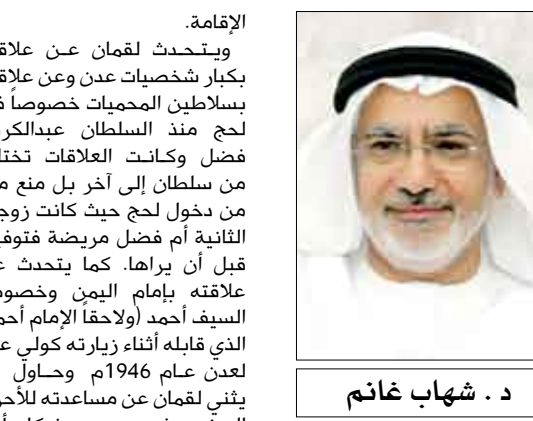 الإقامة.
ويتحدث لقمان عن علاق
بكبار شخصيات عدن وعن علاق
بسلاطين المحميات خصوصاً ف
لحج منذ السلطان عبدالكر
فضل وكانت العلاقات تختل
من سلطان إلى آخر بل منع م
من دخول لحج حيث كانت زوج
الثانية أم فضل مريضة فتوفي
قبل أن يراها. كما يتحدث ع
علاقته بإمام اليمن وخصوص
السيف أحمد (ولاحقاً الإمام أحم
الذي قابله أثناء زيارته كولي ع
لعدن عام 1946م وحاول
يثني لقمان عن مساعدته للأحر
د . شهاب غانم